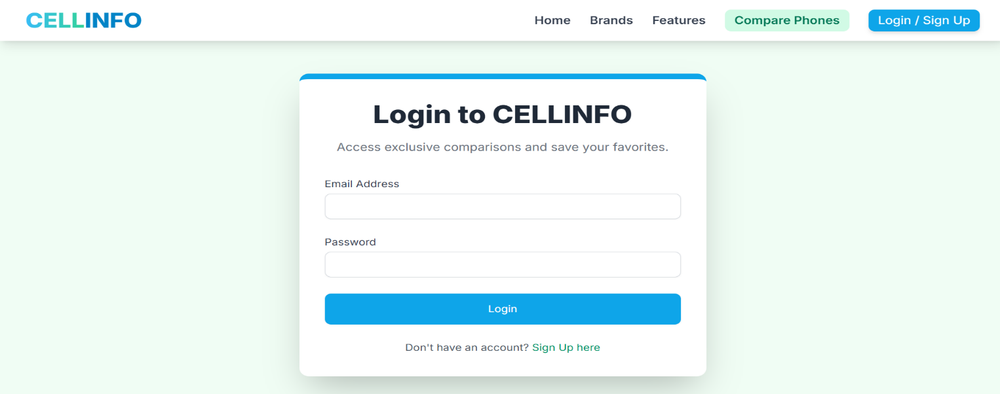 CELLINFO
Home
Brands
Features
Compare Phones
Login / Sign Up
Login to CELLINFO
Access exclusive comparisons and save your favorites.
Email Address
Password
Login
Don't have an account? Sign Up here